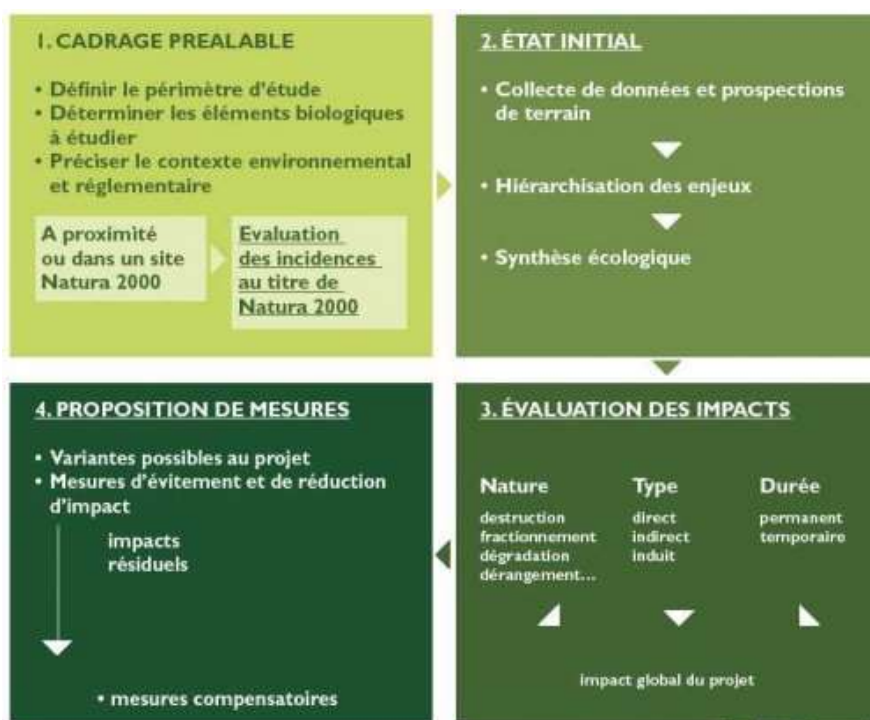 1. CADRAGE PREALABLE
• Définir le périmètre d'étude
• Déterminer les éléments biologiques
à étudier
• Préciser le contexte environnemental
et réglementaire
A proximité
ou dans un site
Natura 2000
Evaluation
des incidences
au titre de
Natura 2000
2. ÉTAT INITIAL
• Collecte de données et prospections
de terrain
• Hiérarchisation des enjeux
• Synthèse écologique
3. ÉVALUATION DES IMPACTS
Nature
destruction
fractionnement
dégradation
dérangement...
Type
direct
indirect
induit
Durée
permanent
temporaire
impact global du projet
4. PROPOSITION DE MESURES
• Variantes possibles au projet
• Mesures d'évitement et de réduction
d'impact
impacts
résiduels
• mesures compensatoires